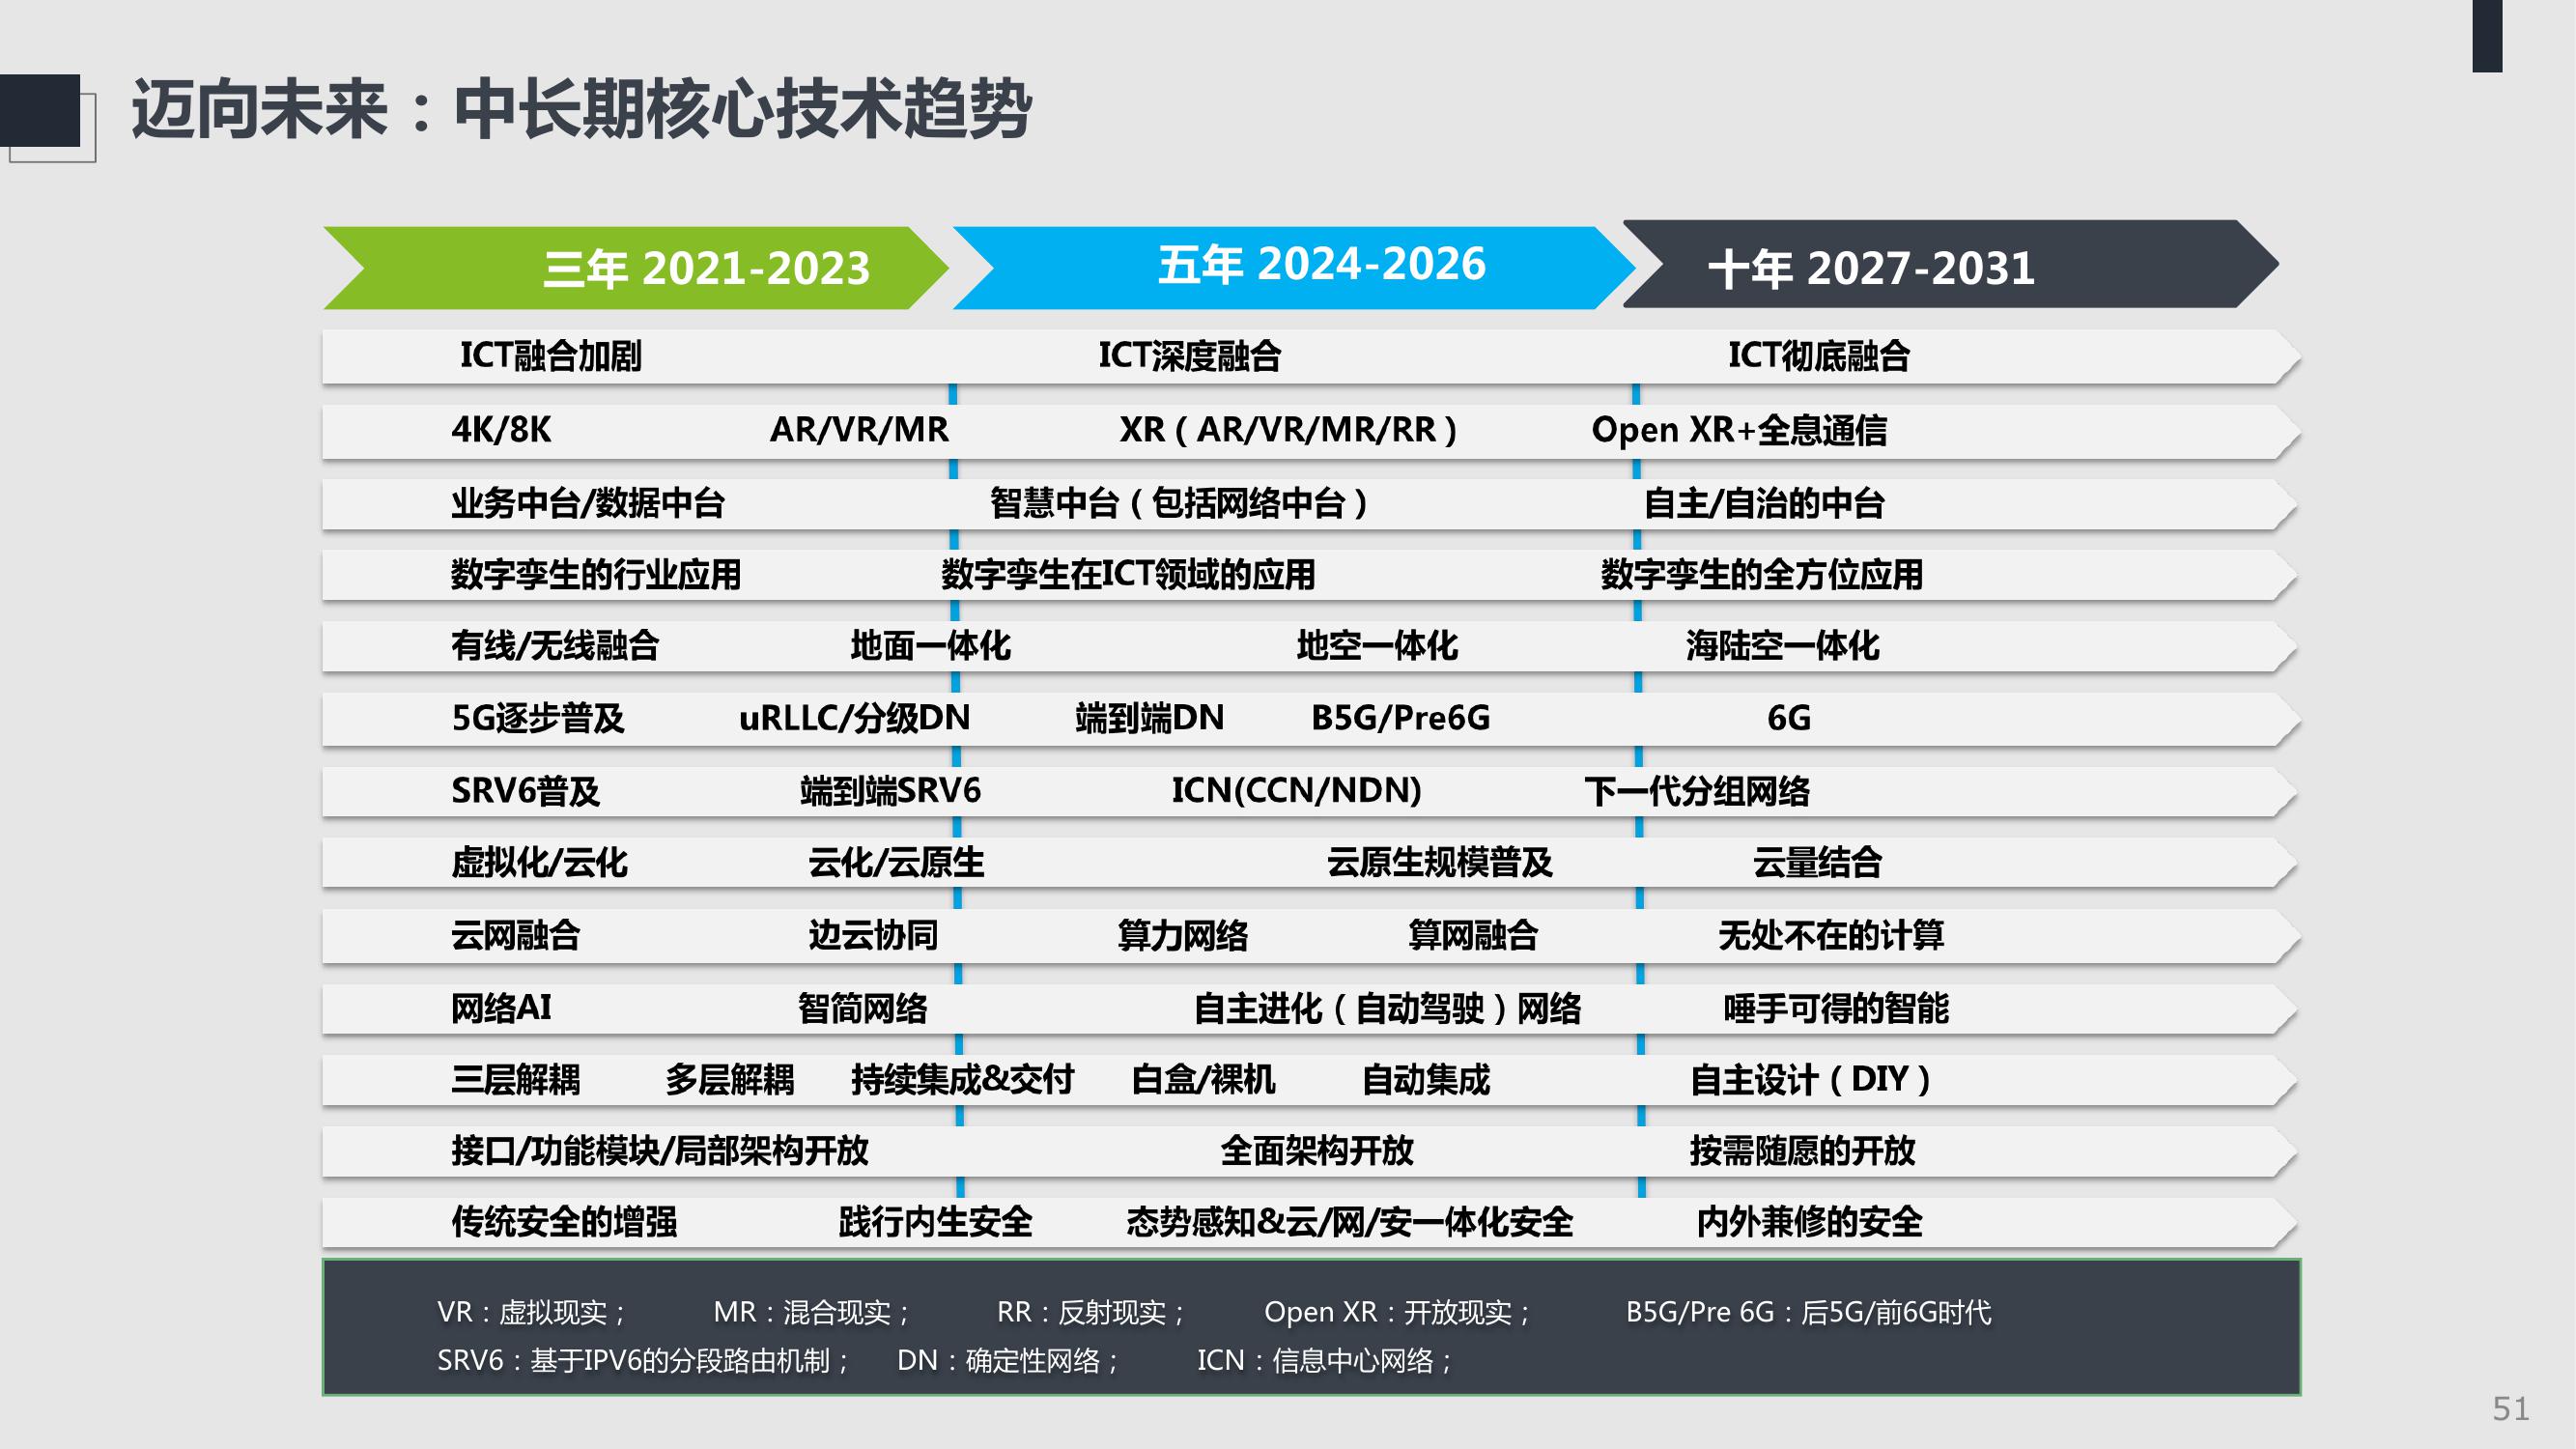 迈向未来：中长期核心技术趋势
三年 2021-2023 五年 2024-2026 十年 2027-2031
ICT融合加剧 ICT深度融合 ICT彻底融合
4K/8K AR/VR/MR XR（AR/VR/MR/RR） Open XR+全息通信
业务中台/数据中台 智慧中台（包括网络中台） 自主/自治的中台
数字孪生的行业应用 数字孪生在ICT领域的应用 数字孪生的全方位应用
有线/无线融合 地面一体化 地空一体化 海陆空一体化
5G逐步普及 uRLLC/分级DN 端到端DN B5G/Pre6G 6G
SRV6普及 端到端SRV6 ICN(CCN/NDN) 下一代分组网络
虚拟化/云化 云化/云原生 云原生规模普及 云量结合
云网融合 边云协同 算力网络 算网融合 无处不在的计算
网络AI 智简网络 自主进化（自动驾驶）网络 唾手可得的智能
三层解耦 多层解耦 持续集成&交付 白盒/裸机 自动集成 自主设计（DIY）
接口/功能模块/局部架构开放 全面架构开放 按需随愿的开放
传统安全的增强 践行内生安全 态势感知&云/网/安一体化安全 内外兼修的安全
VR：虚拟现实； MR：混合现实； RR：反射现实； Open XR：开放现实； B5G/Pre 6G：后5G/前6G时代
SRV6：基于IPV6的分段路由机制； DN：确定性网络； ICN：信息中心网络；
51